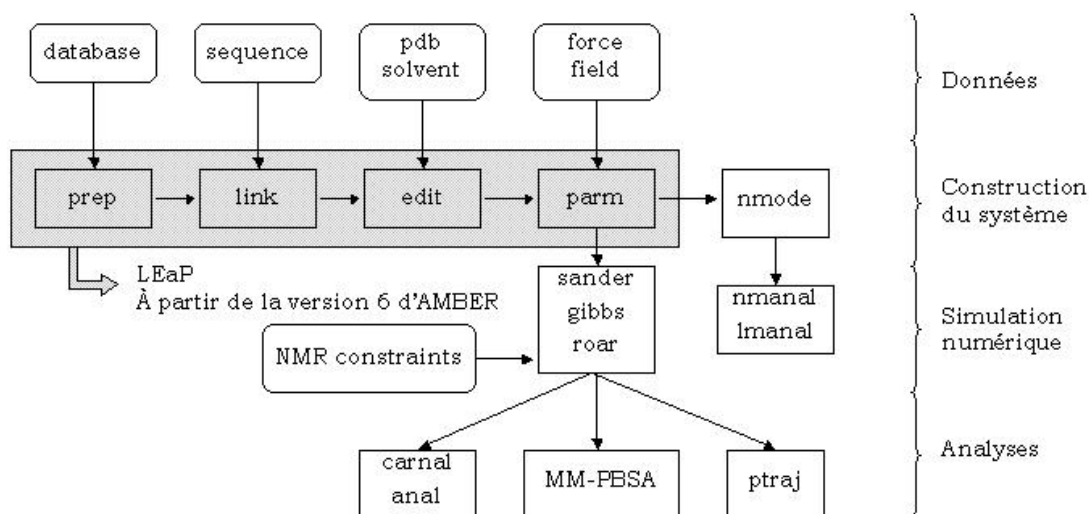 database
sequence
pdb
solvent
force
field
Données
prep
link
edit
parm
nmode
Construction
du système
LEaP
À partir de la version 6 d'AMBER
sander
gibbs
roar
nmanal
lmanal
Simulation
numérique
NMR constraints
carnal
anal
MM-PBSA
ptraj
Analyses